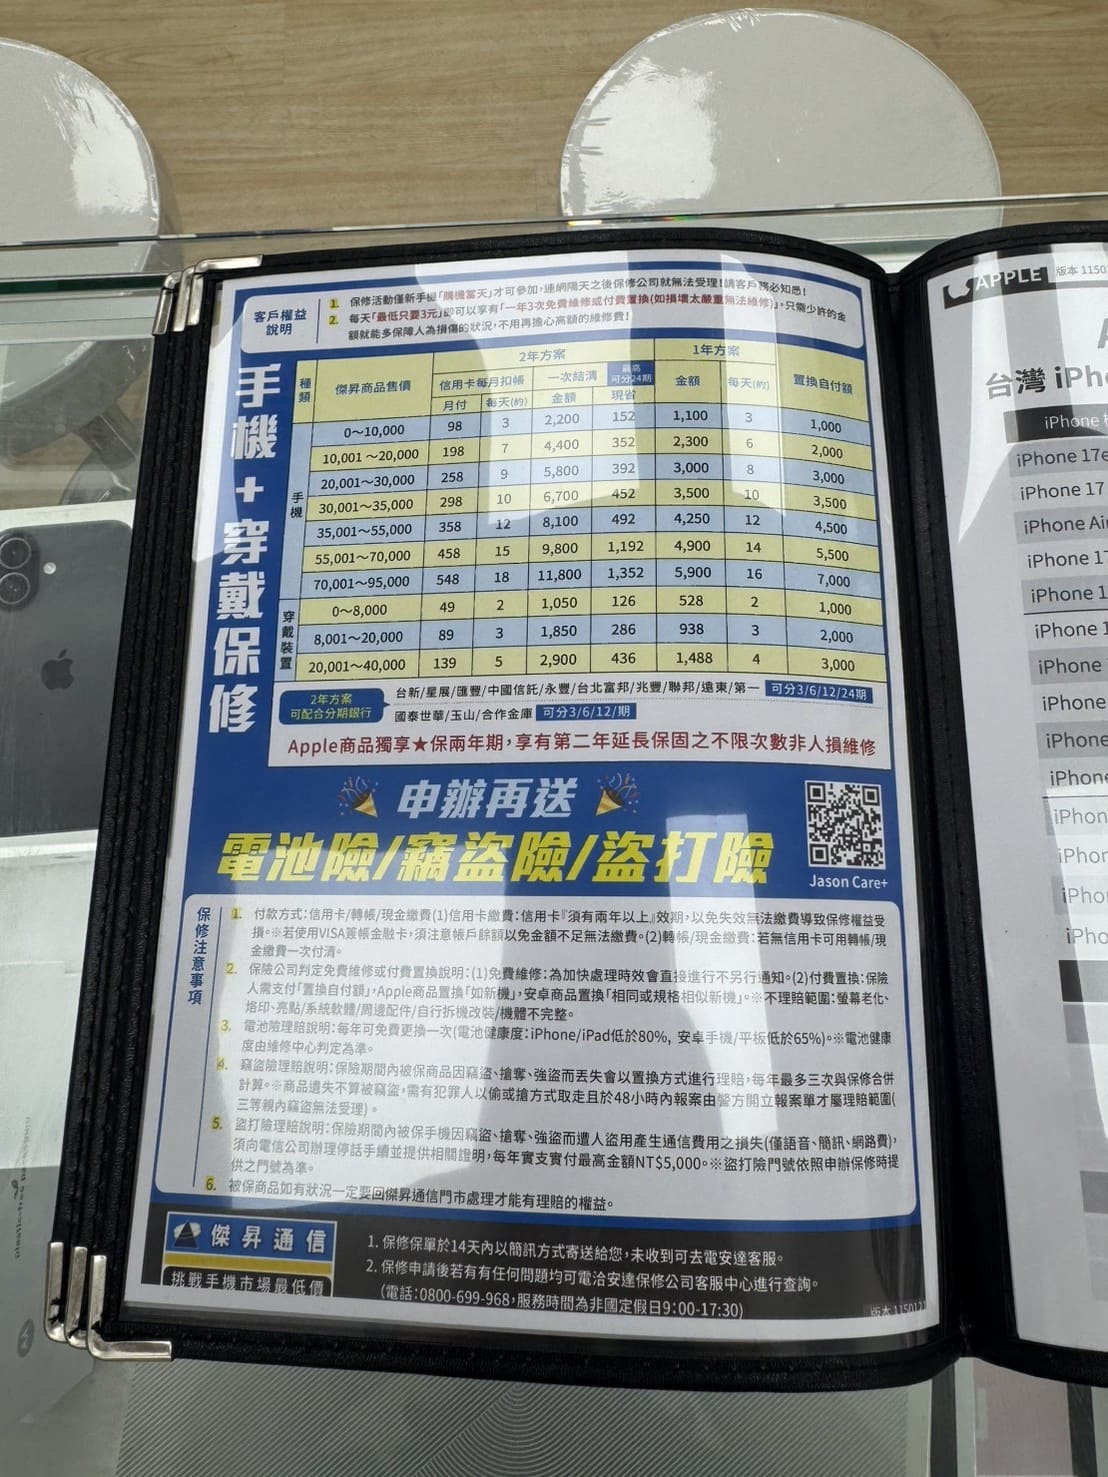 客戶權益
說明
1. 保修活動僅新手機「購機當天」才可參加,連網隔天之後保修公司就無法受理!請客戶務必知悉!
2. 每天「最低只要3元」即可以享有「一年3次免費維修或付費置換(如損壞太嚴重無法維修)」,只需少許的金
額就能多保障人為損傷的狀況,不用再擔心高額的維修費!
手機+穿戴保修
種類 傑昇商品售價 2年方案 1年方案 置換自付額
信用卡每月扣帳 一次結清 最高可分24期 金額 每天(約)
月付 每天(約) 金額 現省
手機
0～10,000 98 3 2,200 152 1,100 3 1,000
10,001～20,000 198 7 4,400 352 2,300 6 2,000
20,001～30,000 258 9 5,800 392 3,000 8 3,000
30,001～35,000 298 10 6,700 452 3,500 10 3,500
35,001～55,000 358 12 8,100 492 4,250 12 4,500
55,001～70,000 458 15 9,800 1,192 4,900 14 5,500
70,001～95,000 548 18 11,800 1,352 5,900 16 7,000
穿戴裝置
0～8,000 49 2 1,050 126 528 2 1,000
8,001～20,000 89 3 1,850 286 938 3 2,000
20,001～40,000 139 5 2,900 436 1,488 4 3,000
2年方案
可配合分期銀行
台新/星展/匯豐/中國信託/永豐/台北富邦/兆豐/聯邦/遠東/第一 可分3/6/12/24期
國泰世華/玉山/合作金庫 可分3/6/12/期
Apple商品獨享★保兩年期,享有第二年延長保固之不限次數非人損維修
申辦再送
電池險/竊盜險/盜打險
Jason Care+
保修注意事項
1. 付款方式:信用卡/轉帳/現金繳費(1)信用卡繳費:信用卡『須有兩年以上』效期,以免失效無法繳費導致保修權益受
損。※若使用VISA簽帳金融卡,須注意帳戶餘額以免金額不足無法繳費。(2)轉帳/現金繳費:若無信用卡可用轉帳/現
金繳費一次付清。
2. 保險公司判定免費維修或付費置換說明:(1)免費維修:為加快處理時效會直接進行不另行通知。(2)付費置換:保險
人需支付「置換自付額」,Apple商品置換「如新機」,安卓商品置換「相同或規格相似新機」。※不理賠範圍:螢幕老化、
烙印、亮點/系統軟體/周邊配件/自行拆機改裝/機體不完整。
3. 電池險理賠說明:每年可免費更換一次(電池健康度:iPhone/iPad低於80%, 安卓手機/平板低於65%)。※電池健康
度由維修中心判定為準。
4. 竊盜險理賠說明:保險期間內被保商品因竊盜、搶奪、強盜而丟失會以置換方式進行理賠,每年最多三次與保修合併
計算。※商品遺失不算被竊盜,需有犯罪人以偷或搶方式取走且於48小時內報案由警方開立報案單才屬理賠範圍(
三等親內竊盜無法受理)。
5. 盜打險理賠說明:保險期間內被保手機因竊盜、搶奪、強盜而遭人盜用產生通信費用之損失(僅語音、簡訊、網路費),
須向電信公司辦理停話手續並提供相關證明,每年實支實付最高金額NT$5,000。※盜打險門號依照申辦保修時提
供之門號為準。
6. 被保商品如有狀況一定要回傑昇通信門市處理才能有理賠的權益。
傑昇通信
挑戰手機市場最低價
1. 保修保單於14天內以簡訊方式寄送給您,未收到可去電安達客服。
2. 保修申請後若有有任何問題均可電洽安達保修公司客服中心進行查詢。
(電話:0800-699-968,服務時間為非國定假日9:00-17:30)
APPLE 版本 1150
台灣 iPh
iPhone
iPhone 17e
iPhone 17
iPhone Air
iPhone 17
iPhone 1
iPhone 1
iPhone
iPhone
iPhone
iPhone
iPhon
iPhon
iPho
iPho